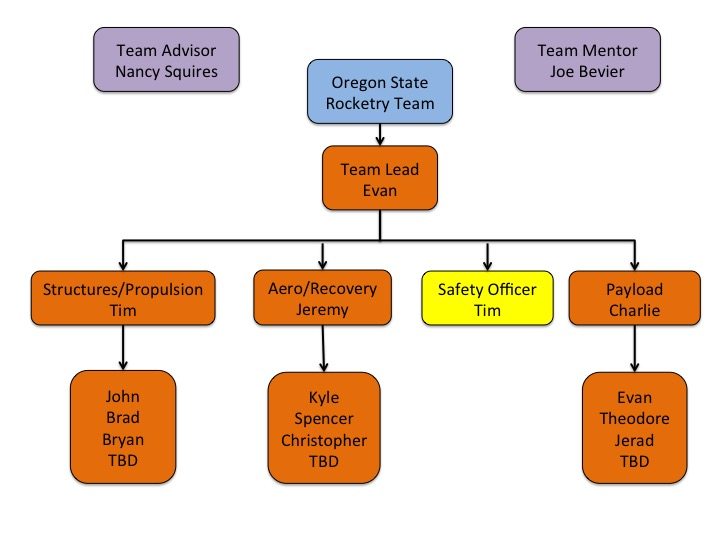 Team Advisor
Nancy Squires
Team Mentor
Joe Bevier
Oregon State
Rocketry Team
Team Lead
Evan
Structures/Propulsion
Tim
Aero/Recovery
Jeremy
Safety Officer
Tim
Payload
Charlie
John
Brad
Bryan
TBD
Kyle
Spencer
Christopher
TBD
Evan
Theodore
Jerad
TBD